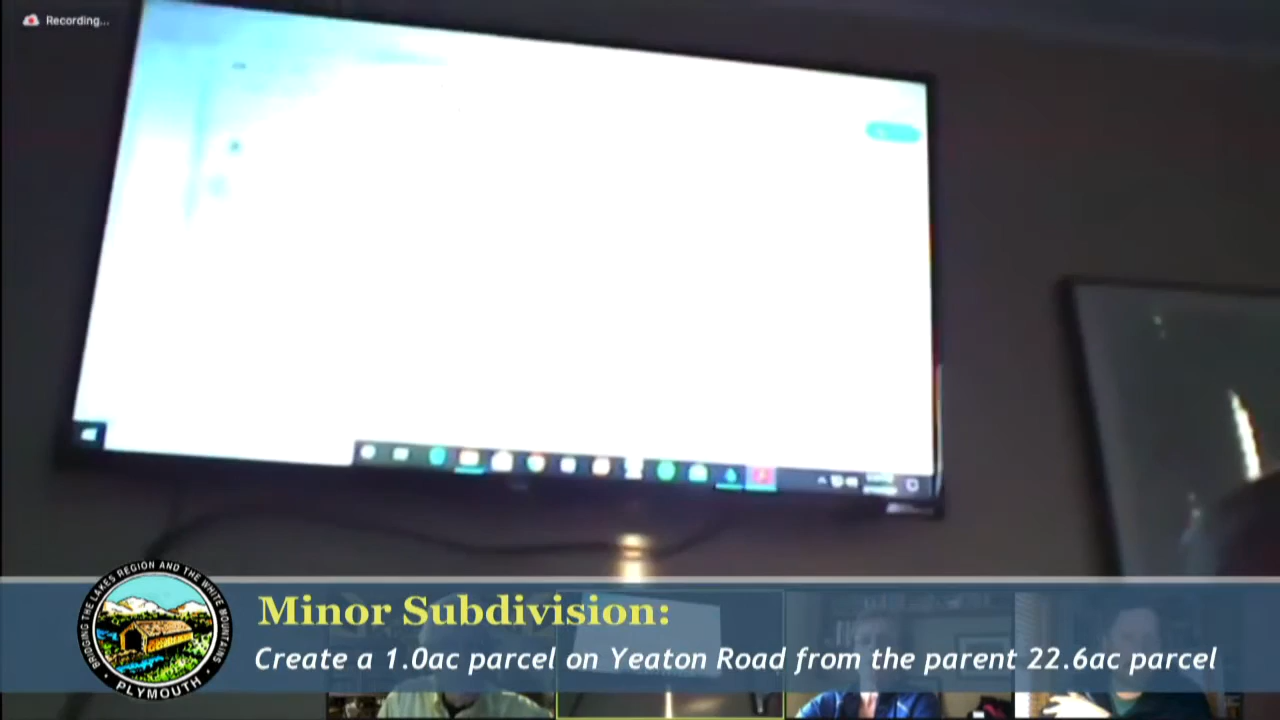 Recording...
BRIDGING THE LAKES REGION AND THE WHITE MOUNTAINS
• PLYMOUTH •
Minor Subdivision:
Create a 1.0ac parcel on Yeaton Road from the parent 22.6ac parcel